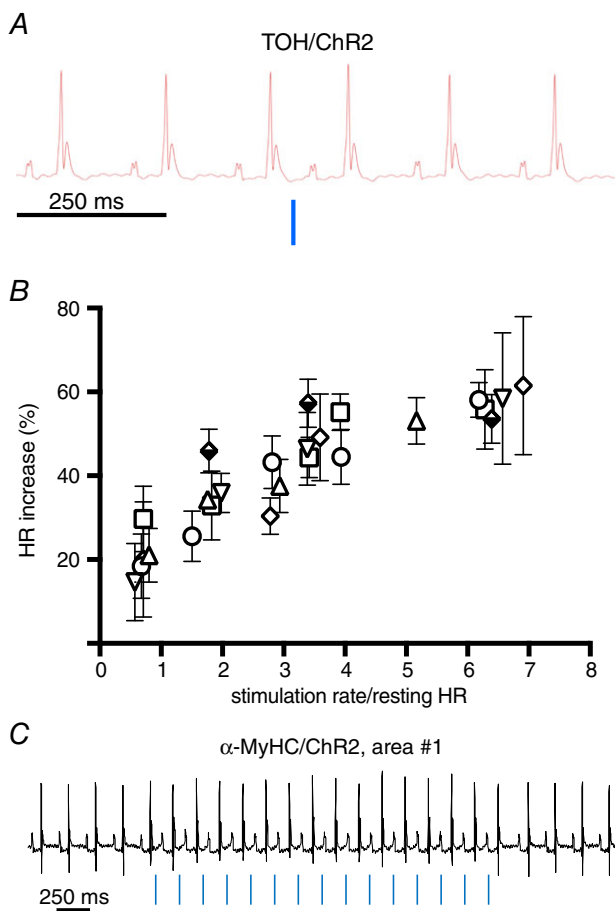 A
TOH/ChR2
250 ms
B
80
60
40
20
0 1 2 3 4 5 6 7 8
HR increase (%)
stimulation rate/resting HR
C
α-MyHC/ChR2, area #1
250 ms